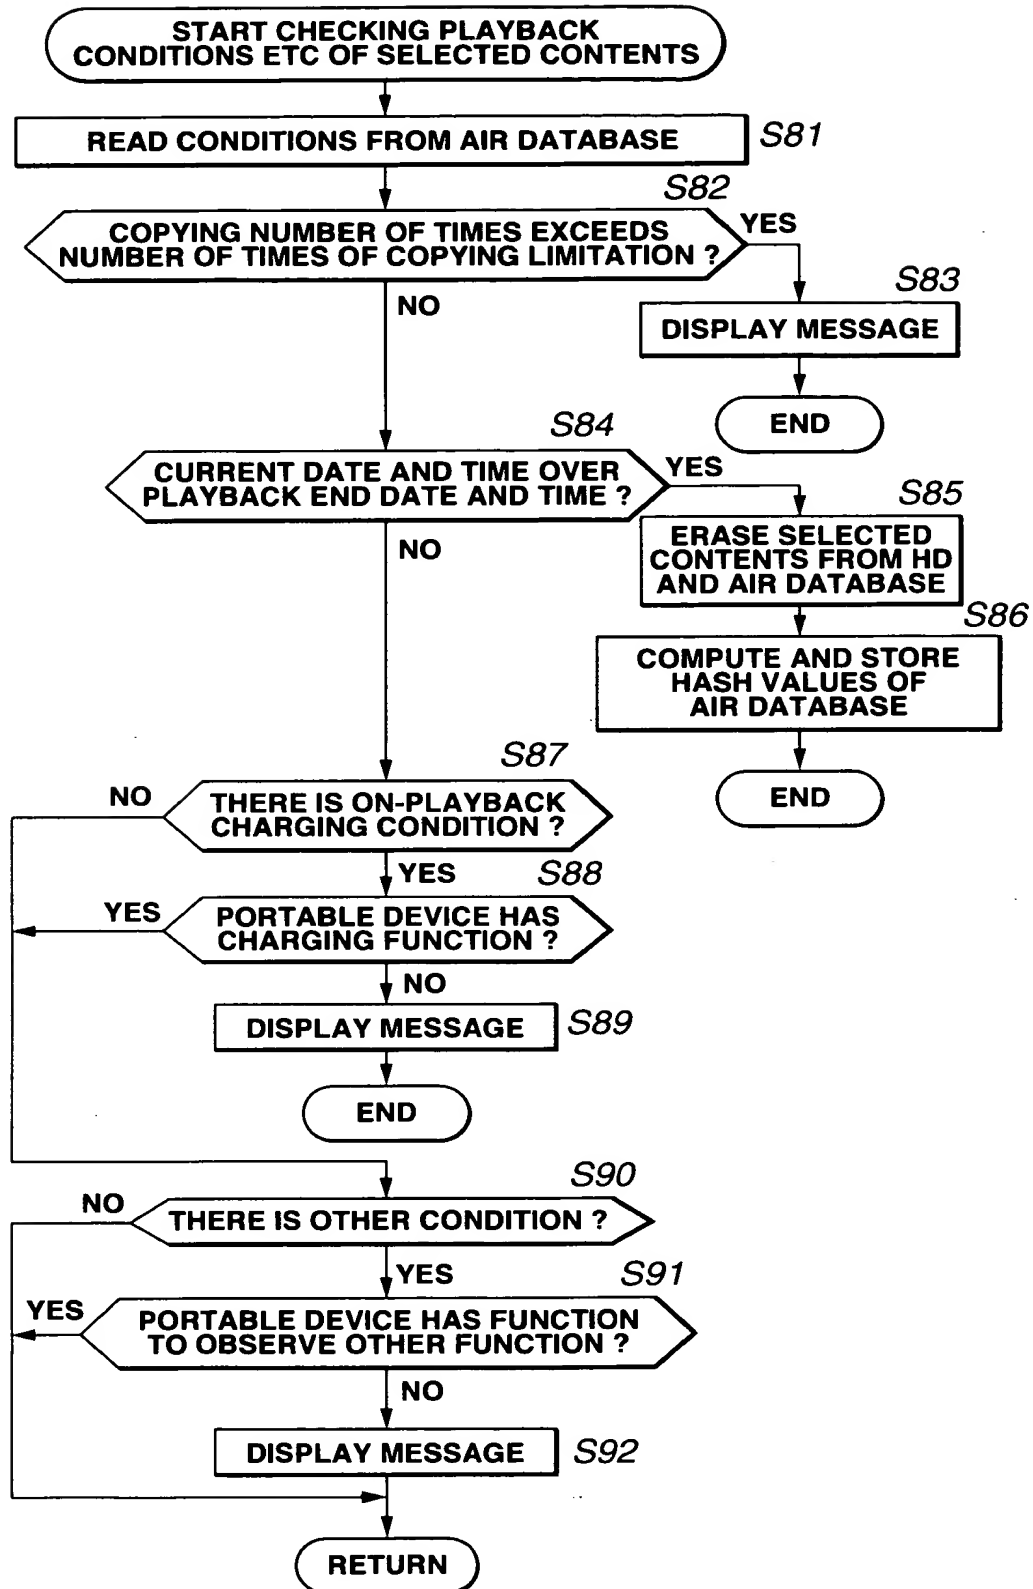 START CHECKING PLAYBACK
CONDITIONS ETC OF SELECTED CONTENTS
READ CONDITIONS FROM AIR DATABASE
S81
S82
COPYING NUMBER OF TIMES EXCEEDS
NUMBER OF TIMES OF COPYING LIMITATION ?
YES
NO
S83
DISPLAY MESSAGE
END
S84
CURRENT DATE AND TIME OVER
PLAYBACK END DATE AND TIME ?
YES
NO
S85
ERASE SELECTED
CONTENTS FROM HD
AND AIR DATABASE
S86
COMPUTE AND STORE
HASH VALUES OF
AIR DATABASE
END
S87
NO
THERE IS ON-PLAYBACK
CHARGING CONDITION ?
YES
S88
YES
PORTABLE DEVICE HAS
CHARGING FUNCTION ?
NO
DISPLAY MESSAGE
S89
END
S90
NO
THERE IS OTHER CONDITION ?
YES
S91
YES
PORTABLE DEVICE HAS FUNCTION
TO OBSERVE OTHER FUNCTION ?
NO
DISPLAY MESSAGE
S92
RETURN